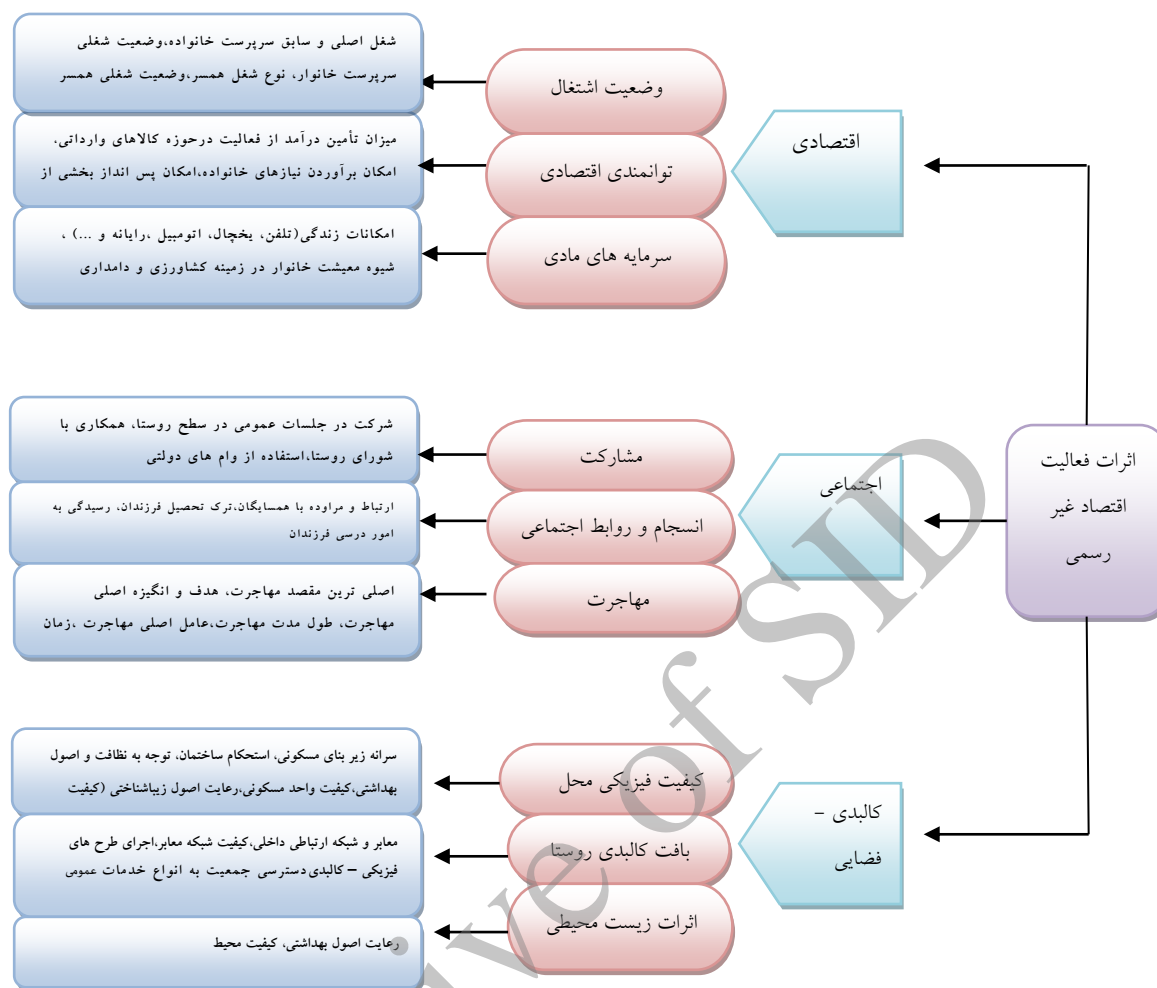 اثرات فعالیت
اقتصاد غیر
رسمی
اقتصادی
وضعیت اشتغال
شغل اصلی و سابق سرپرست خانواده،وضعیت شغلی
سرپرست خانوار، نوع شغل همسر،وضعیت شغلی همسر
توانمندی اقتصادی
میزان تأمین درآمد از فعالیت درحوزه کالاهای وارداتی،
امکان برآوردن نیازهای خانواده،امکان پس انداز بخشی از
سرمایه های مادی
امکانات زندگی(تلفن، یخچال، اتومبیل ،رایانه و ...) ،
شیوه معیشت خانوار در زمینه کشاورزی و دامداری
اجتماعی
مشارکت
شرکت در جلسات عمومی در سطح روستا، همکاری با
شورای روستا،استفاده از وام های دولتی
انسجام و روابط اجتماعی
ارتباط و مراوده با همسایگان،ترک تحصیل فرزندان، رسیدگی به
امور درسی فرزندان
مهاجرت
اصلی ترین مقصد مهاجرت، هدف و انگیزه اصلی
مهاجرت، طول مدت مهاجرت،عامل اصلی مهاجرت ،زمان
کالبدی –
فضایی
کیفیت فیزیکی محل
سرانه زیر بنای مسکونی، استحکام ساختمان، توجه به نظافت و اصول
بهداشتی،کیفیت واحد مسکونی،رعایت اصول زیباشناختی (کیفیت
بافت کالبدی روستا
معابر و شبکه ارتباطی داخلی،کیفیت شبکه معابر،اجرای طرح های
فیزیکی – کالبدی دسترسی جمعیت به انواع خدمات عمومی
اثرات زیست محیطی
رعایت اصول بهداشتی، کیفیت محیط
ive of SID